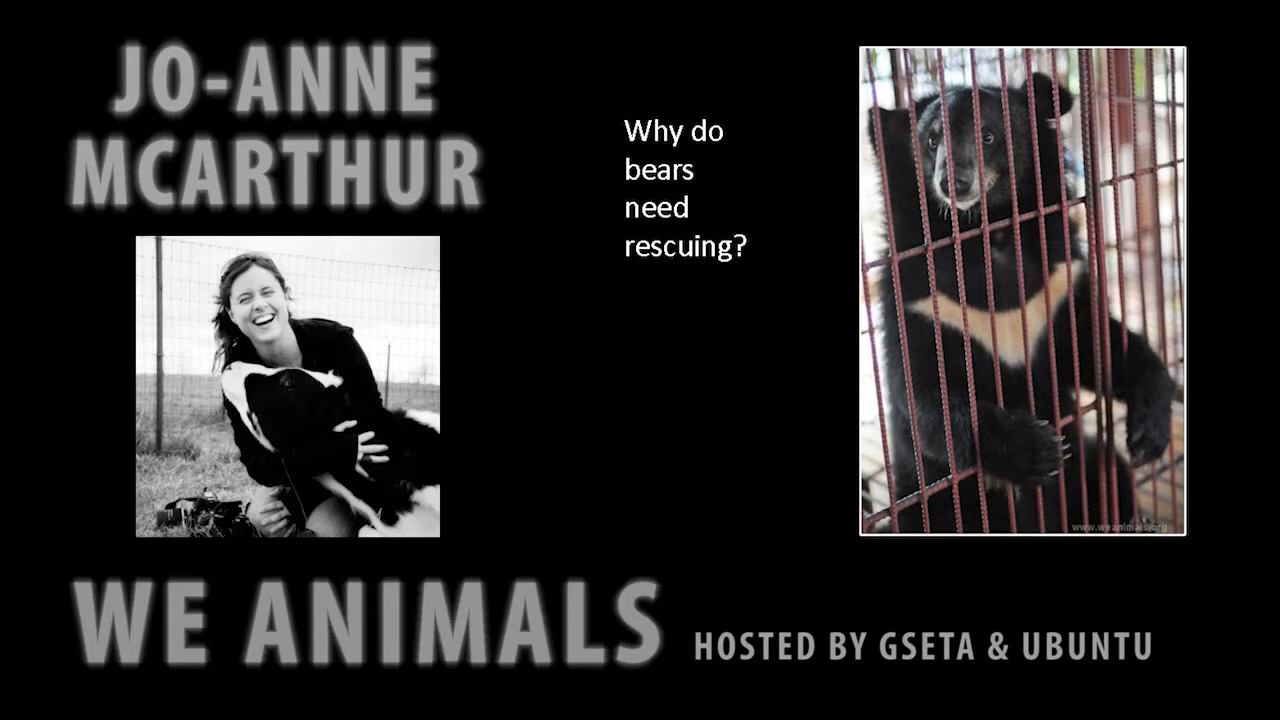 JO-ANNE
MCARTHUR
Why do
bears
need
rescuing?
www.weanimals.org
WE ANIMALS
HOSTED BY GSETA & UBUNTU